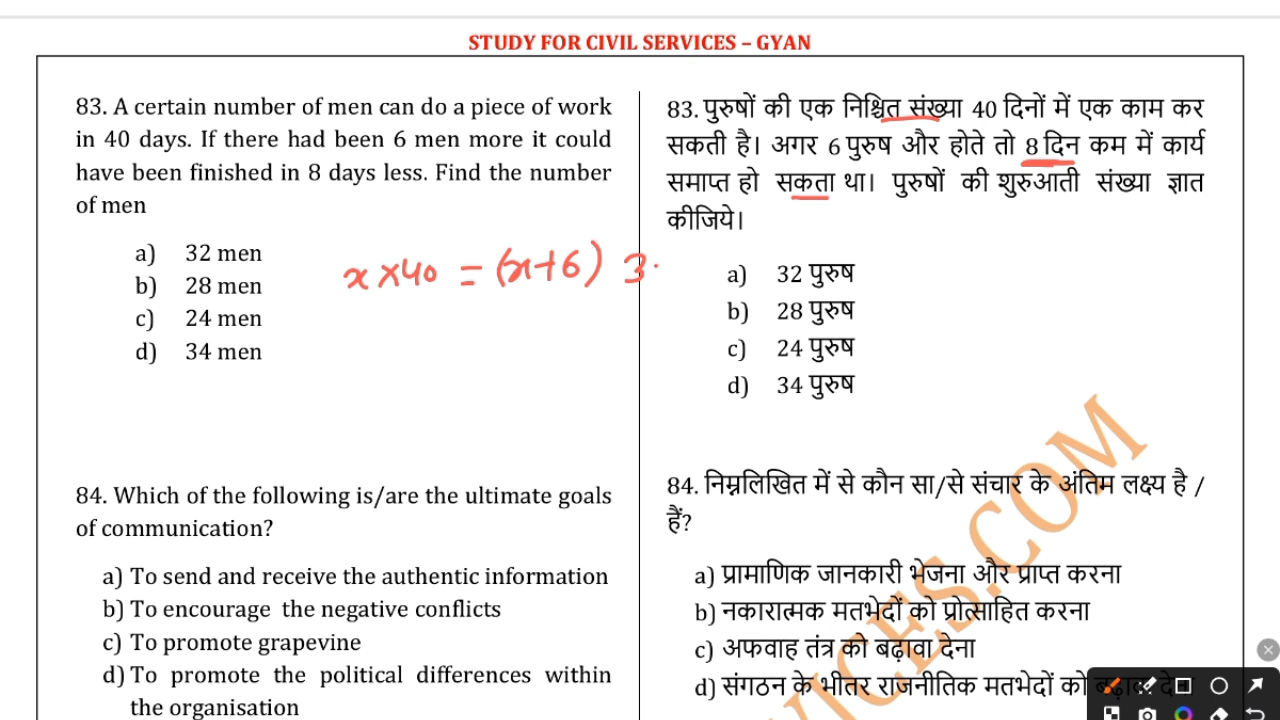 STUDY FOR CIVIL SERVICES – GYAN
83. A certain number of men can do a piece of work
in 40 days. If there had been 6 men more it could
have been finished in 8 days less. Find the number
of men
a) 32 men
b) 28 men
c) 24 men
d) 34 men
x × 40 = (x+6) 3
84. Which of the following is/are the ultimate goals
of communication?
a) To send and receive the authentic information
b) To encourage the negative conflicts
c) To promote grapevine
d) To promote the political differences within
the organisation
83. पुरुषों की एक निश्चित संख्या 40 दिनों में एक काम कर
सकती है। अगर 6 पुरुष और होते तो 8 दिन कम में कार्य
समाप्त हो सकता था। पुरुषों की शुरुआती संख्या ज्ञात
कीजिये।
a) 32 पुरुष
b) 28 पुरुष
c) 24 पुरुष
d) 34 पुरुष
84. निम्नलिखित में से कौन सा/से संचार के अंतिम लक्ष्य है /
हैं?
a) प्रामाणिक जानकारी भेजना और प्राप्त करना
b) नकारात्मक मतभेदों को प्रोत्साहित करना
c) अफवाह तंत्र को बढ़ावा देना
d) संगठन के भीतर राजनीतिक मतभेदों को बढ़ावा देना
VICES.COM